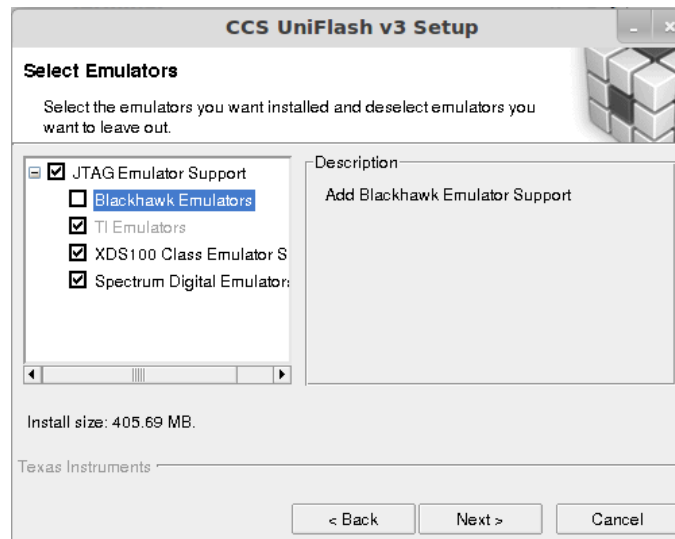 CCS UniFlash v3 Setup
Select Emulators
Select the emulators you want installed and deselect emulators you
want to leave out.
JTAG Emulator Support
Blackhawk Emulators
TI Emulators
XDS100 Class Emulator S
Spectrum Digital Emulator
Description
Add Blackhawk Emulator Support
Install size: 405.69 MB.
Texas Instruments
< Back
Next >
Cancel